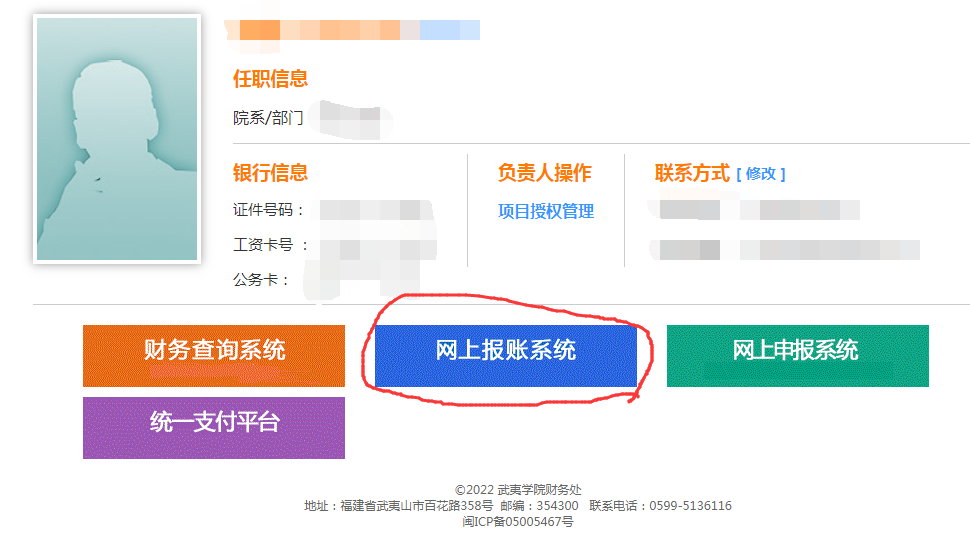 任职信息
院系/部门
银行信息
证件号码：
工资卡号 ：
公务卡：
负责人操作
项目授权管理
联系方式 [ 修改 ]
财务查询系统
网上报账系统
网上申报系统
统一支付平台
©2022 武夷学院财务处
地址：福建省武夷山市百花路358号 邮编：354300 联系电话：0599-5136116
闽ICP备05005467号